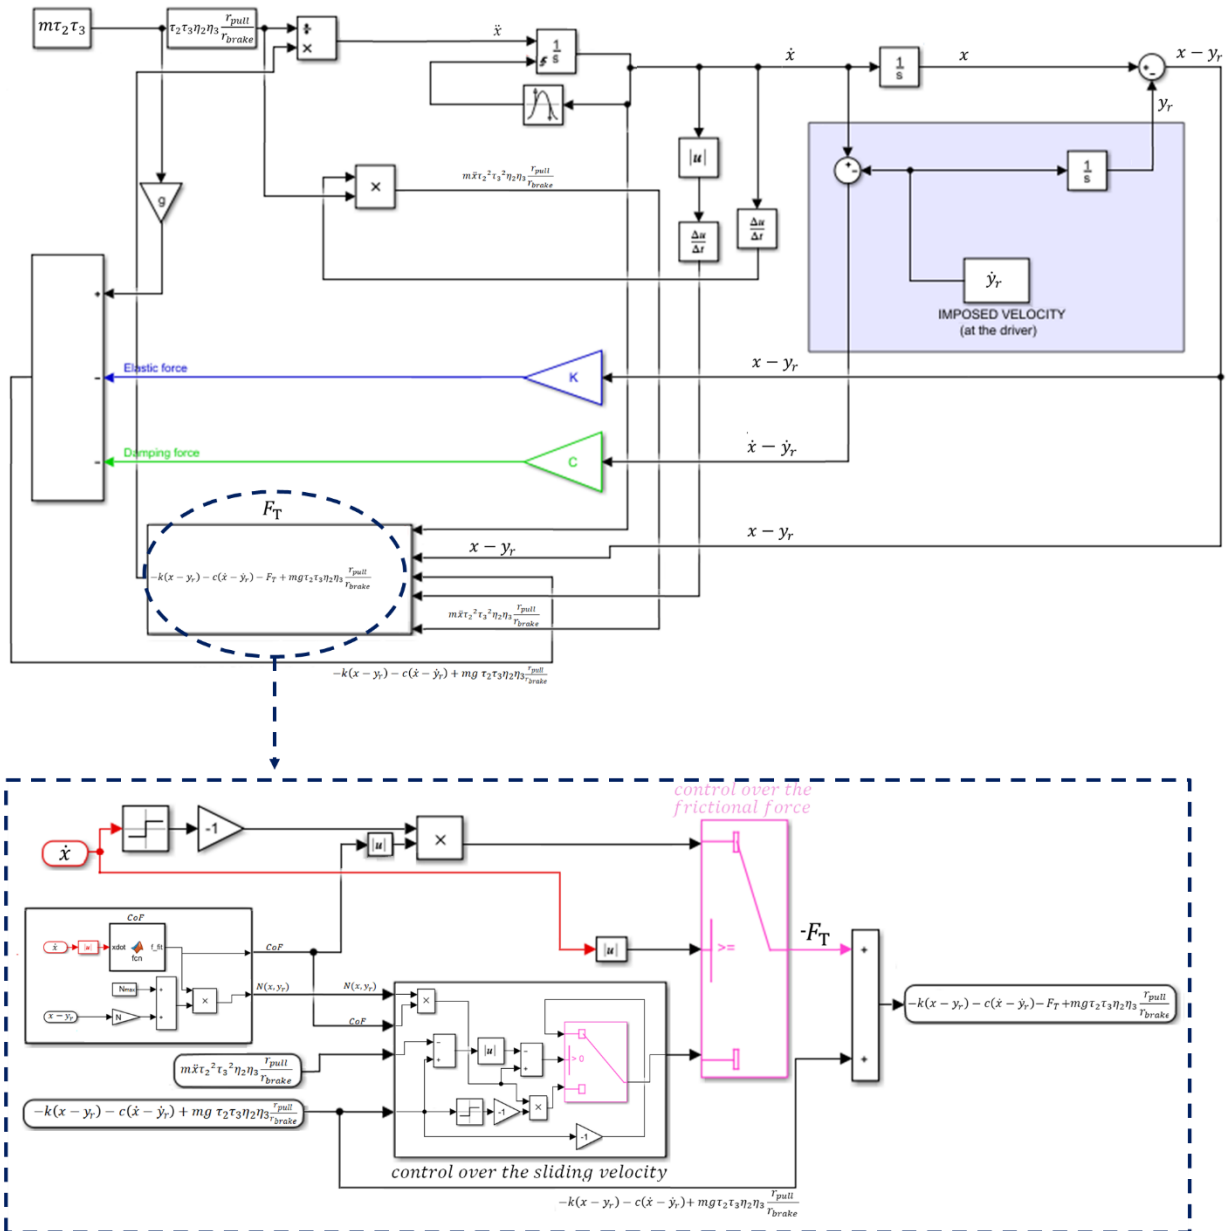 mτ₂τ₃
τ₂τ₃η₂η₃ r_pull/r_brake
÷
×
ẍ
1/s
ẋ
1/s
x
+
-
x − y_r
y_r
|u|
Δu/Δt
Δu/Δt
×
mẍτ₂²τ₃²η₂η₃ r_pull/r_brake
g
+
-
1/s
ẏ_r
IMPOSED VELOCITY
(at the driver)
+
-
Elastic force
K
x − y_r
-
Damping force
C
ẋ − ẏ_r
F_T
x − y_r
x − y_r
−k(x − y_r) − c(ẋ − ẏ_r) − F_T + mgτ₂τ₃η₂η₃ r_pull/r_brake
mẍτ₂²τ₃²η₂η₃ r_pull/r_brake
−k(x − y_r) − c(ẋ − ẏ_r) + mg τ₂τ₃η₂η₃ r_pull/r_brake
control over the
frictional force
ẋ
-1
|u|
×
CoF
ẋ
|u|
xdot
f_fit
fcn
N_max
x − y_r
N
+
+
×
CoF
N(x, y_r)
N(x, y_r)
CoF
|u|
>=
-F_T
+
+
−k(x − y_r) − c(ẋ − ẏ_r) − F_T + mgτ₂τ₃η₂η₃ r_pull/r_brake
mẍτ₂²τ₃²η₂η₃ r_pull/r_brake
−k(x − y_r) − c(ẋ − ẏ_r) + mg τ₂τ₃η₂η₃ r_pull/r_brake
×
-
+
|u|
-
+
> 0
-1
×
-1
control over the sliding velocity
−k(x − y_r) − c(ẋ − ẏ_r) + mgτ₂τ₃η₂η₃ r_pull/r_brake